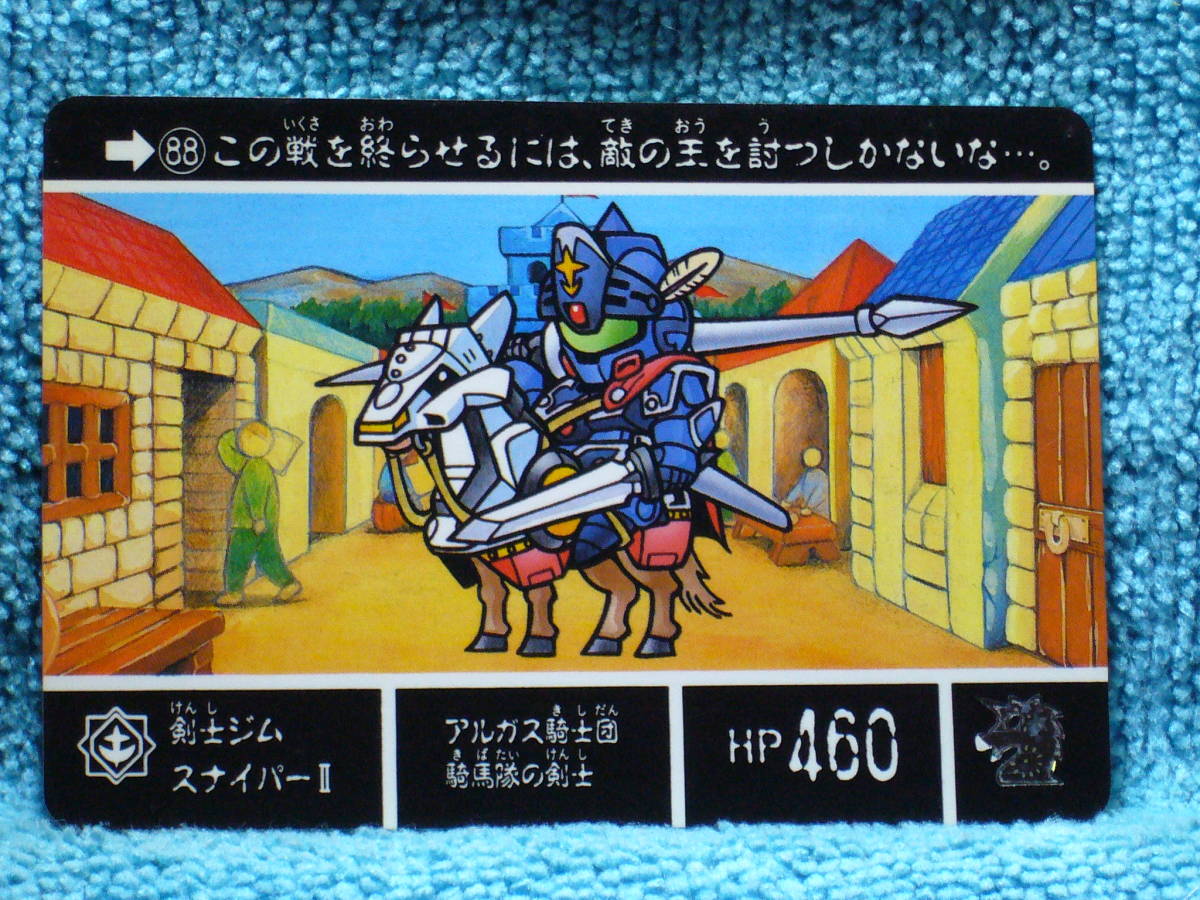 ➡88この戦を終らせるには、敵の王を討つしかないな…。
剣士ジム
スナイパーⅡ
アルガス騎士団
騎馬隊の剣士
HP460